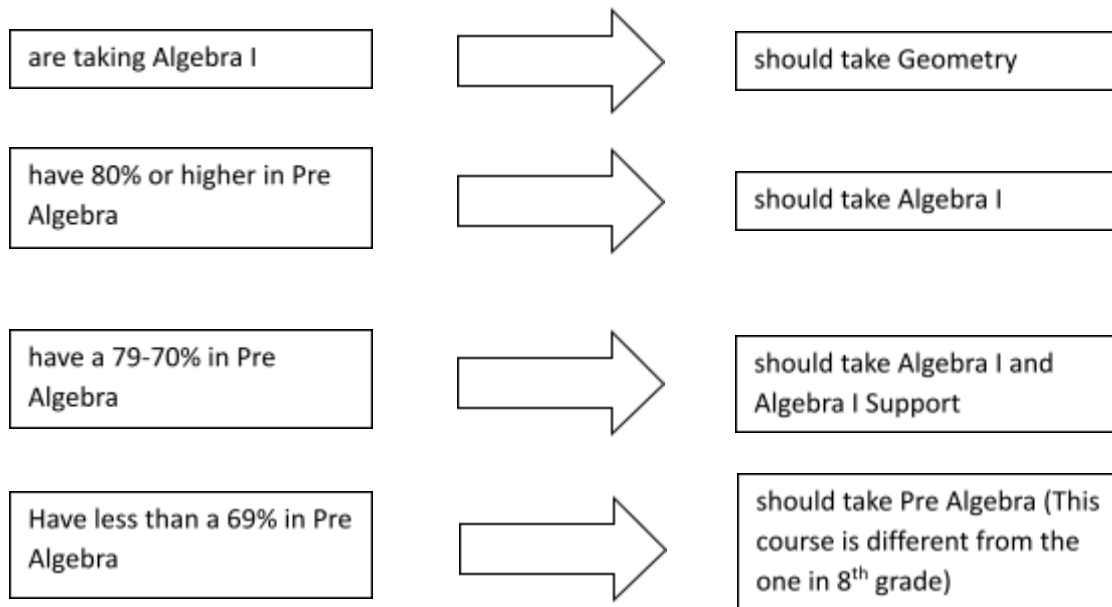 are taking Algebra I
should take Geometry
have 80% or higher in Pre
Algebra
should take Algebra I
have a 79-70% in Pre
Algebra
should take Algebra I and
Algebra I Support
Have less than a 69% in Pre
Algebra
should take Pre Algebra (This
course is different from the
one in 8th grade)